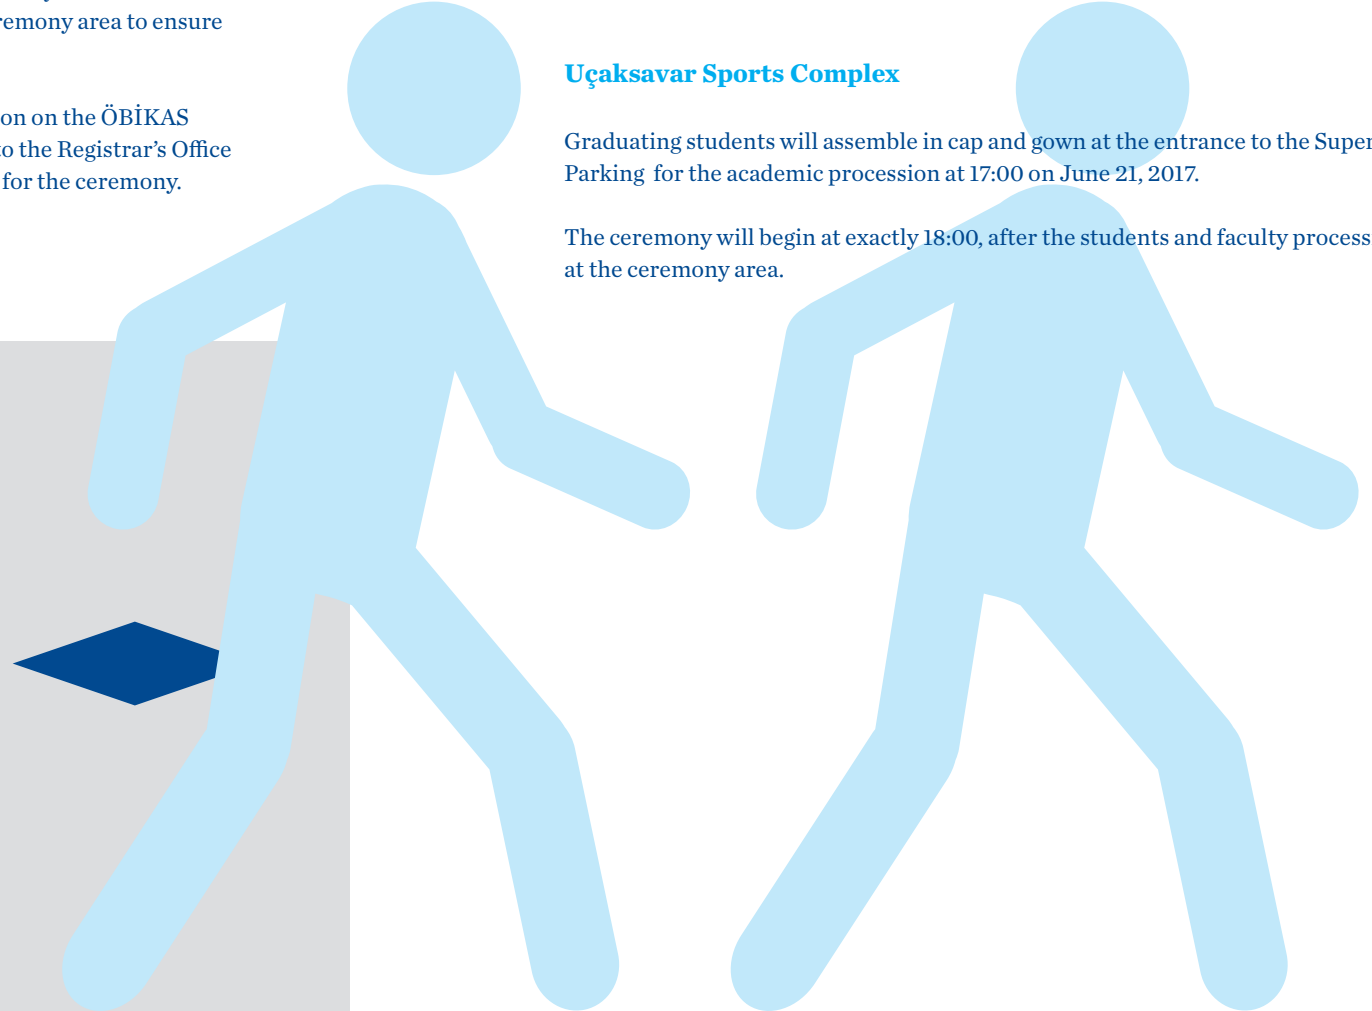 remony area to ensure
on on the ÖBİKAS
to the Registrar’s Office
for the ceremony.
Uçaksavar Sports Complex
Graduating students will assemble in cap and gown at the entrance to the Super
Parking for the academic procession at 17:00 on June 21, 2017.
The ceremony will begin at exactly 18:00, after the students and faculty process
at the ceremony area.